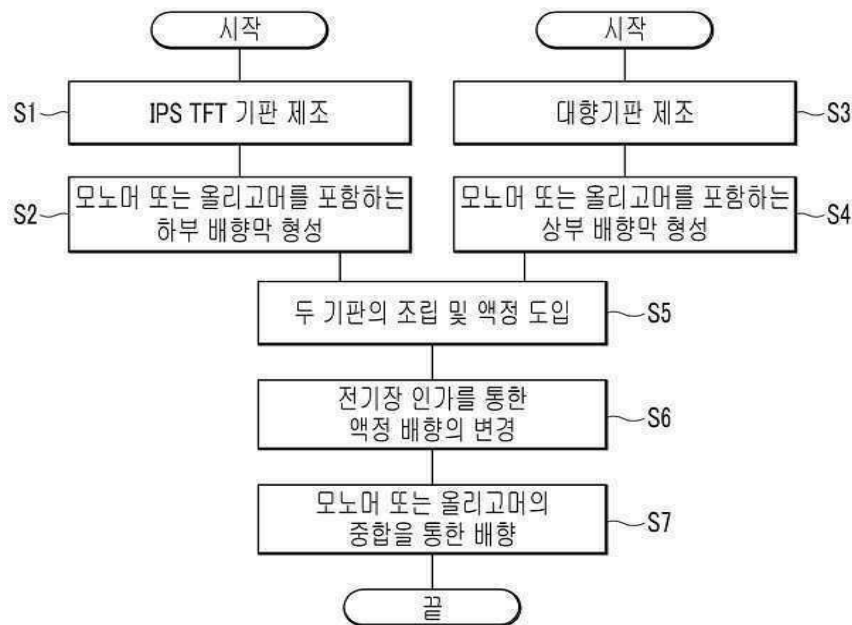 시작
시작
S1
IPS TFT 기판 제조
대향기판 제조
S3
S2
모노머 또는 올리고머를 포함하는
하부 배향막 형성
모노머 또는 올리고머를 포함하는
상부 배향막 형성
S4
두 기판의 조립 및 액정 도입
S5
전기장 인가를 통한
액정 배향의 변경
S6
모노머 또는 올리고머의
중합을 통한 배향
S7
끝